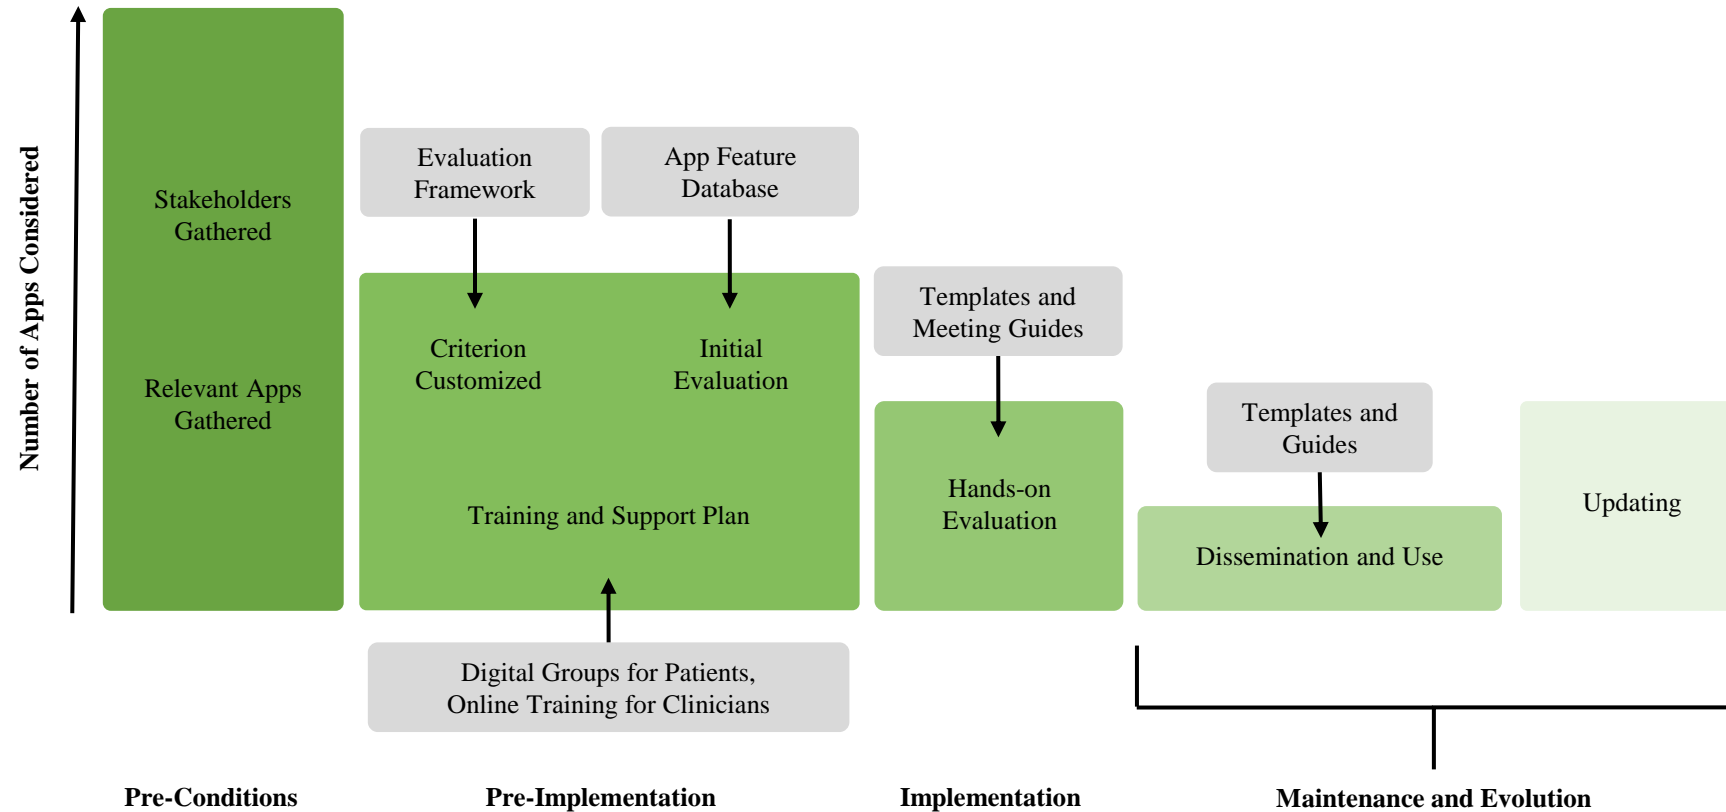 Number of Apps Considered
Stakeholders
Gathered
Relevant Apps
Gathered
Evaluation
Framework
App Feature
Database
Criterion
Customized
Initial
Evaluation
Training and Support Plan
Digital Groups for Patients,
Online Training for Clinicians
Templates and
Meeting Guides
Hands-on
Evaluation
Templates and
Guides
Dissemination and Use
Updating
Pre-Conditions
Pre-Implementation
Implementation
Maintenance and Evolution